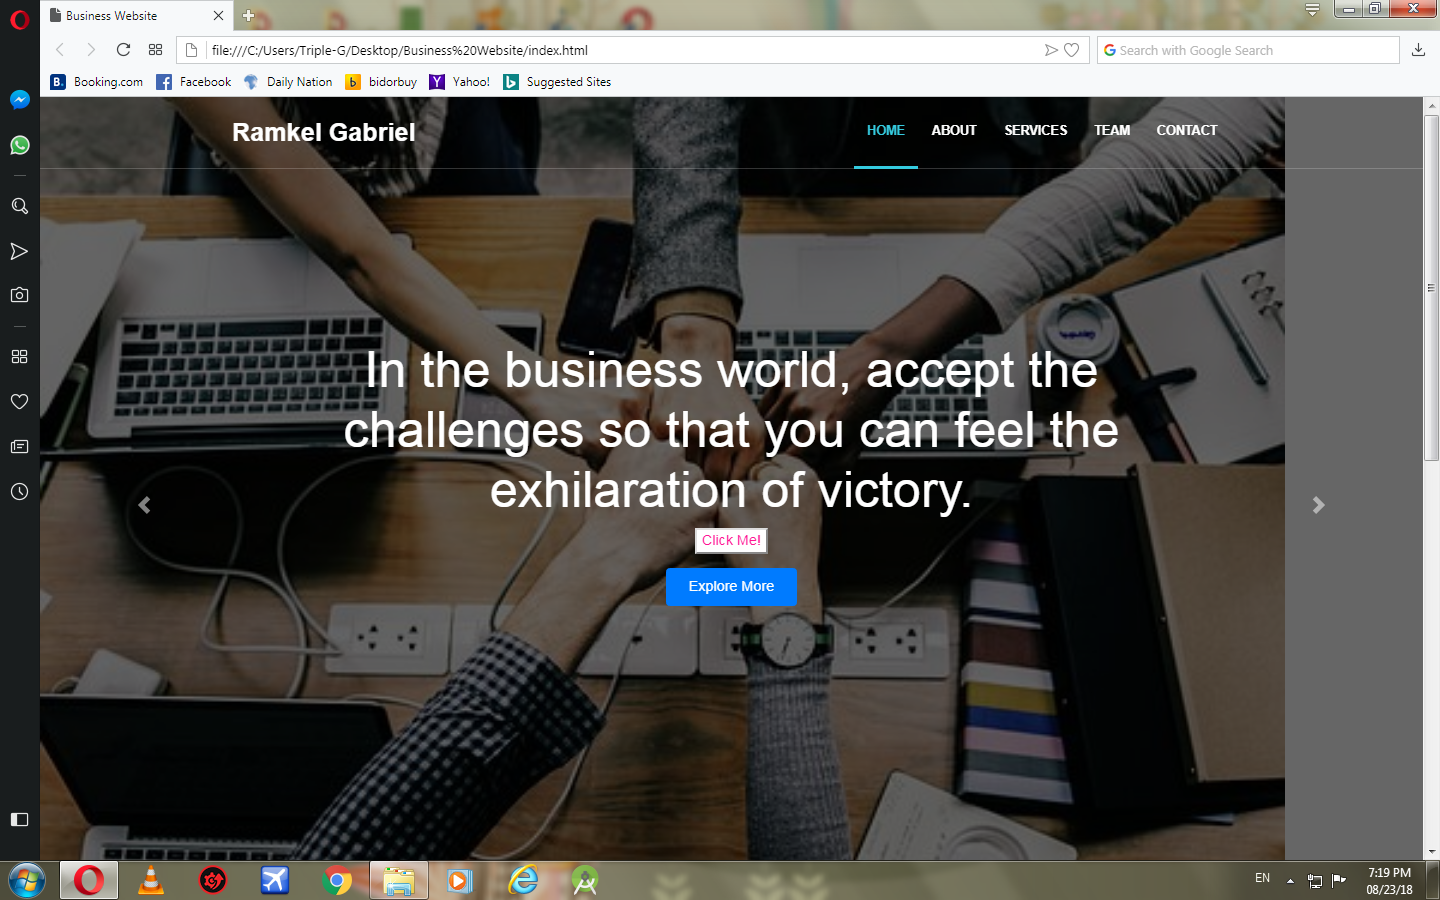 Business Website
file:///C:/Users/Triple-G/Desktop/Business%20Website/index.html
Search with Google Search
B. Booking.com
Facebook
Daily Nation
b bidorbuy
Y Yahoo!
b Suggested Sites
Ramkel Gabriel
HOME ABOUT SERVICES TEAM CONTACT
In the business world, accept the
challenges so that you can feel the
exhilaration of victory.
Click Me!
Explore More
EN
7:19 PM
08/23/18